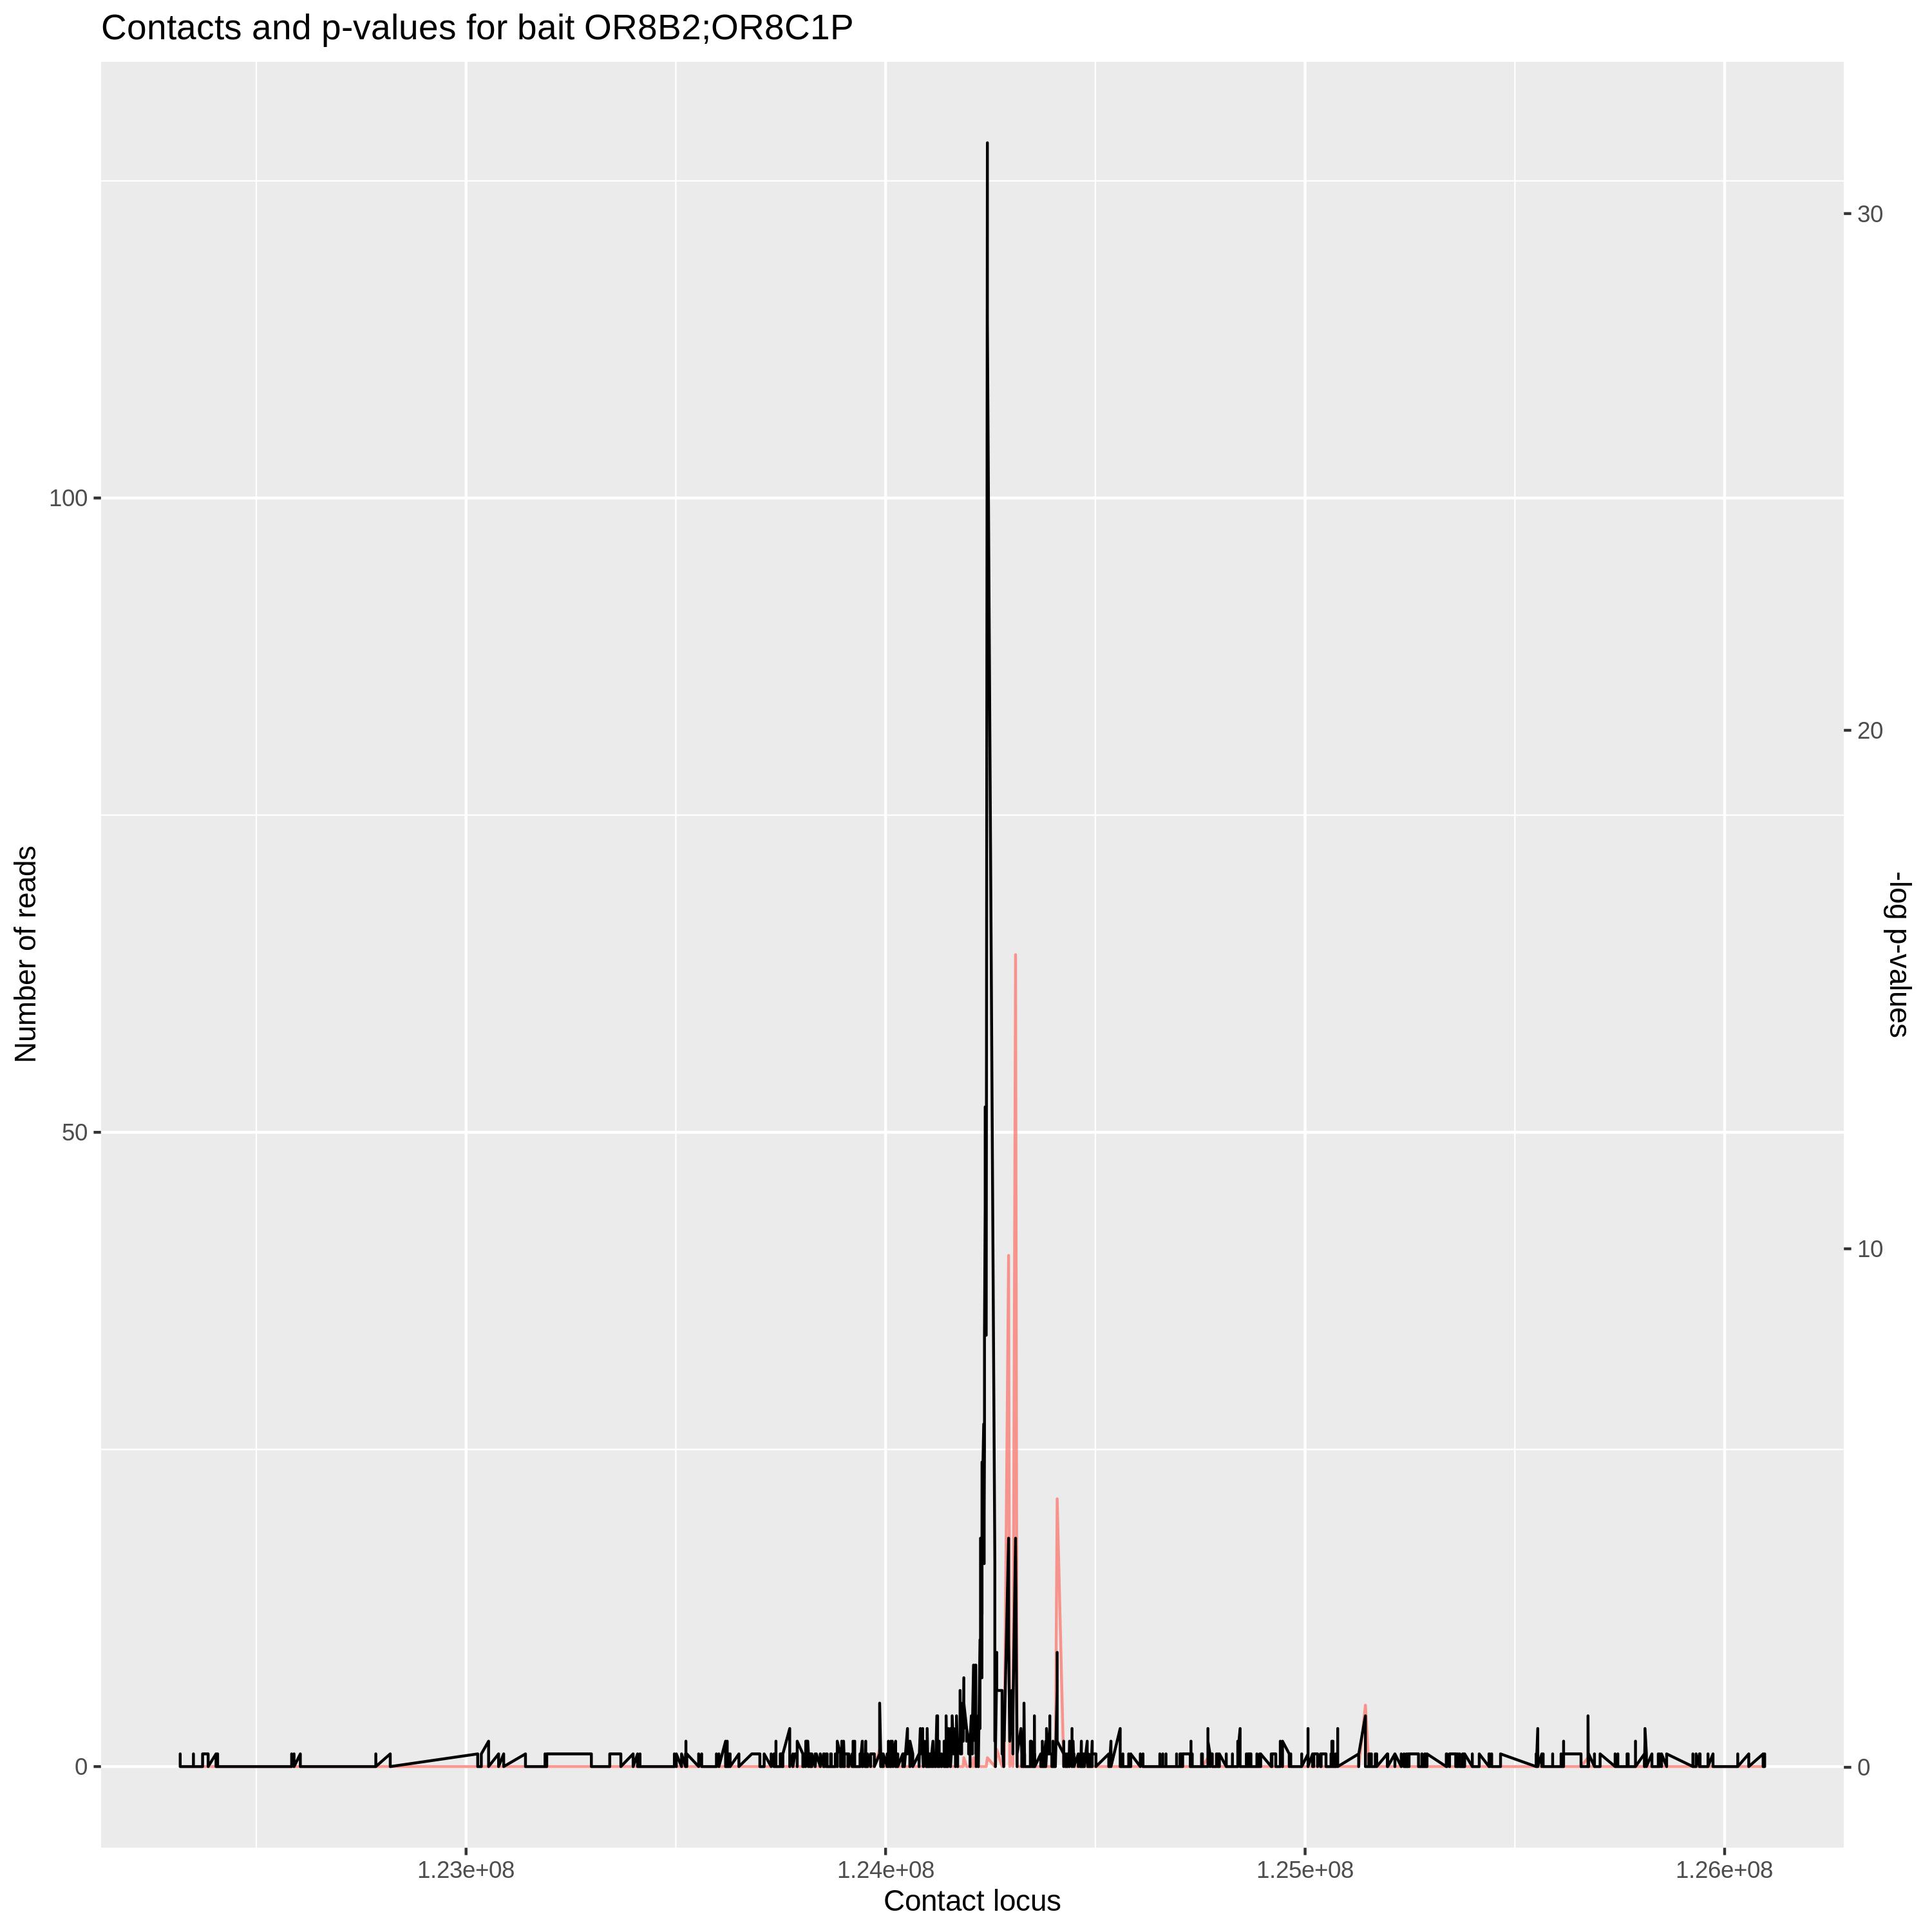 Contacts and p-values for bait OR8B2;OR8C1P
Number of reads
100
50
0
30
20
10
0
-log p-values
1.23e+08
1.24e+08
1.25e+08
1.26e+08
Contact locus